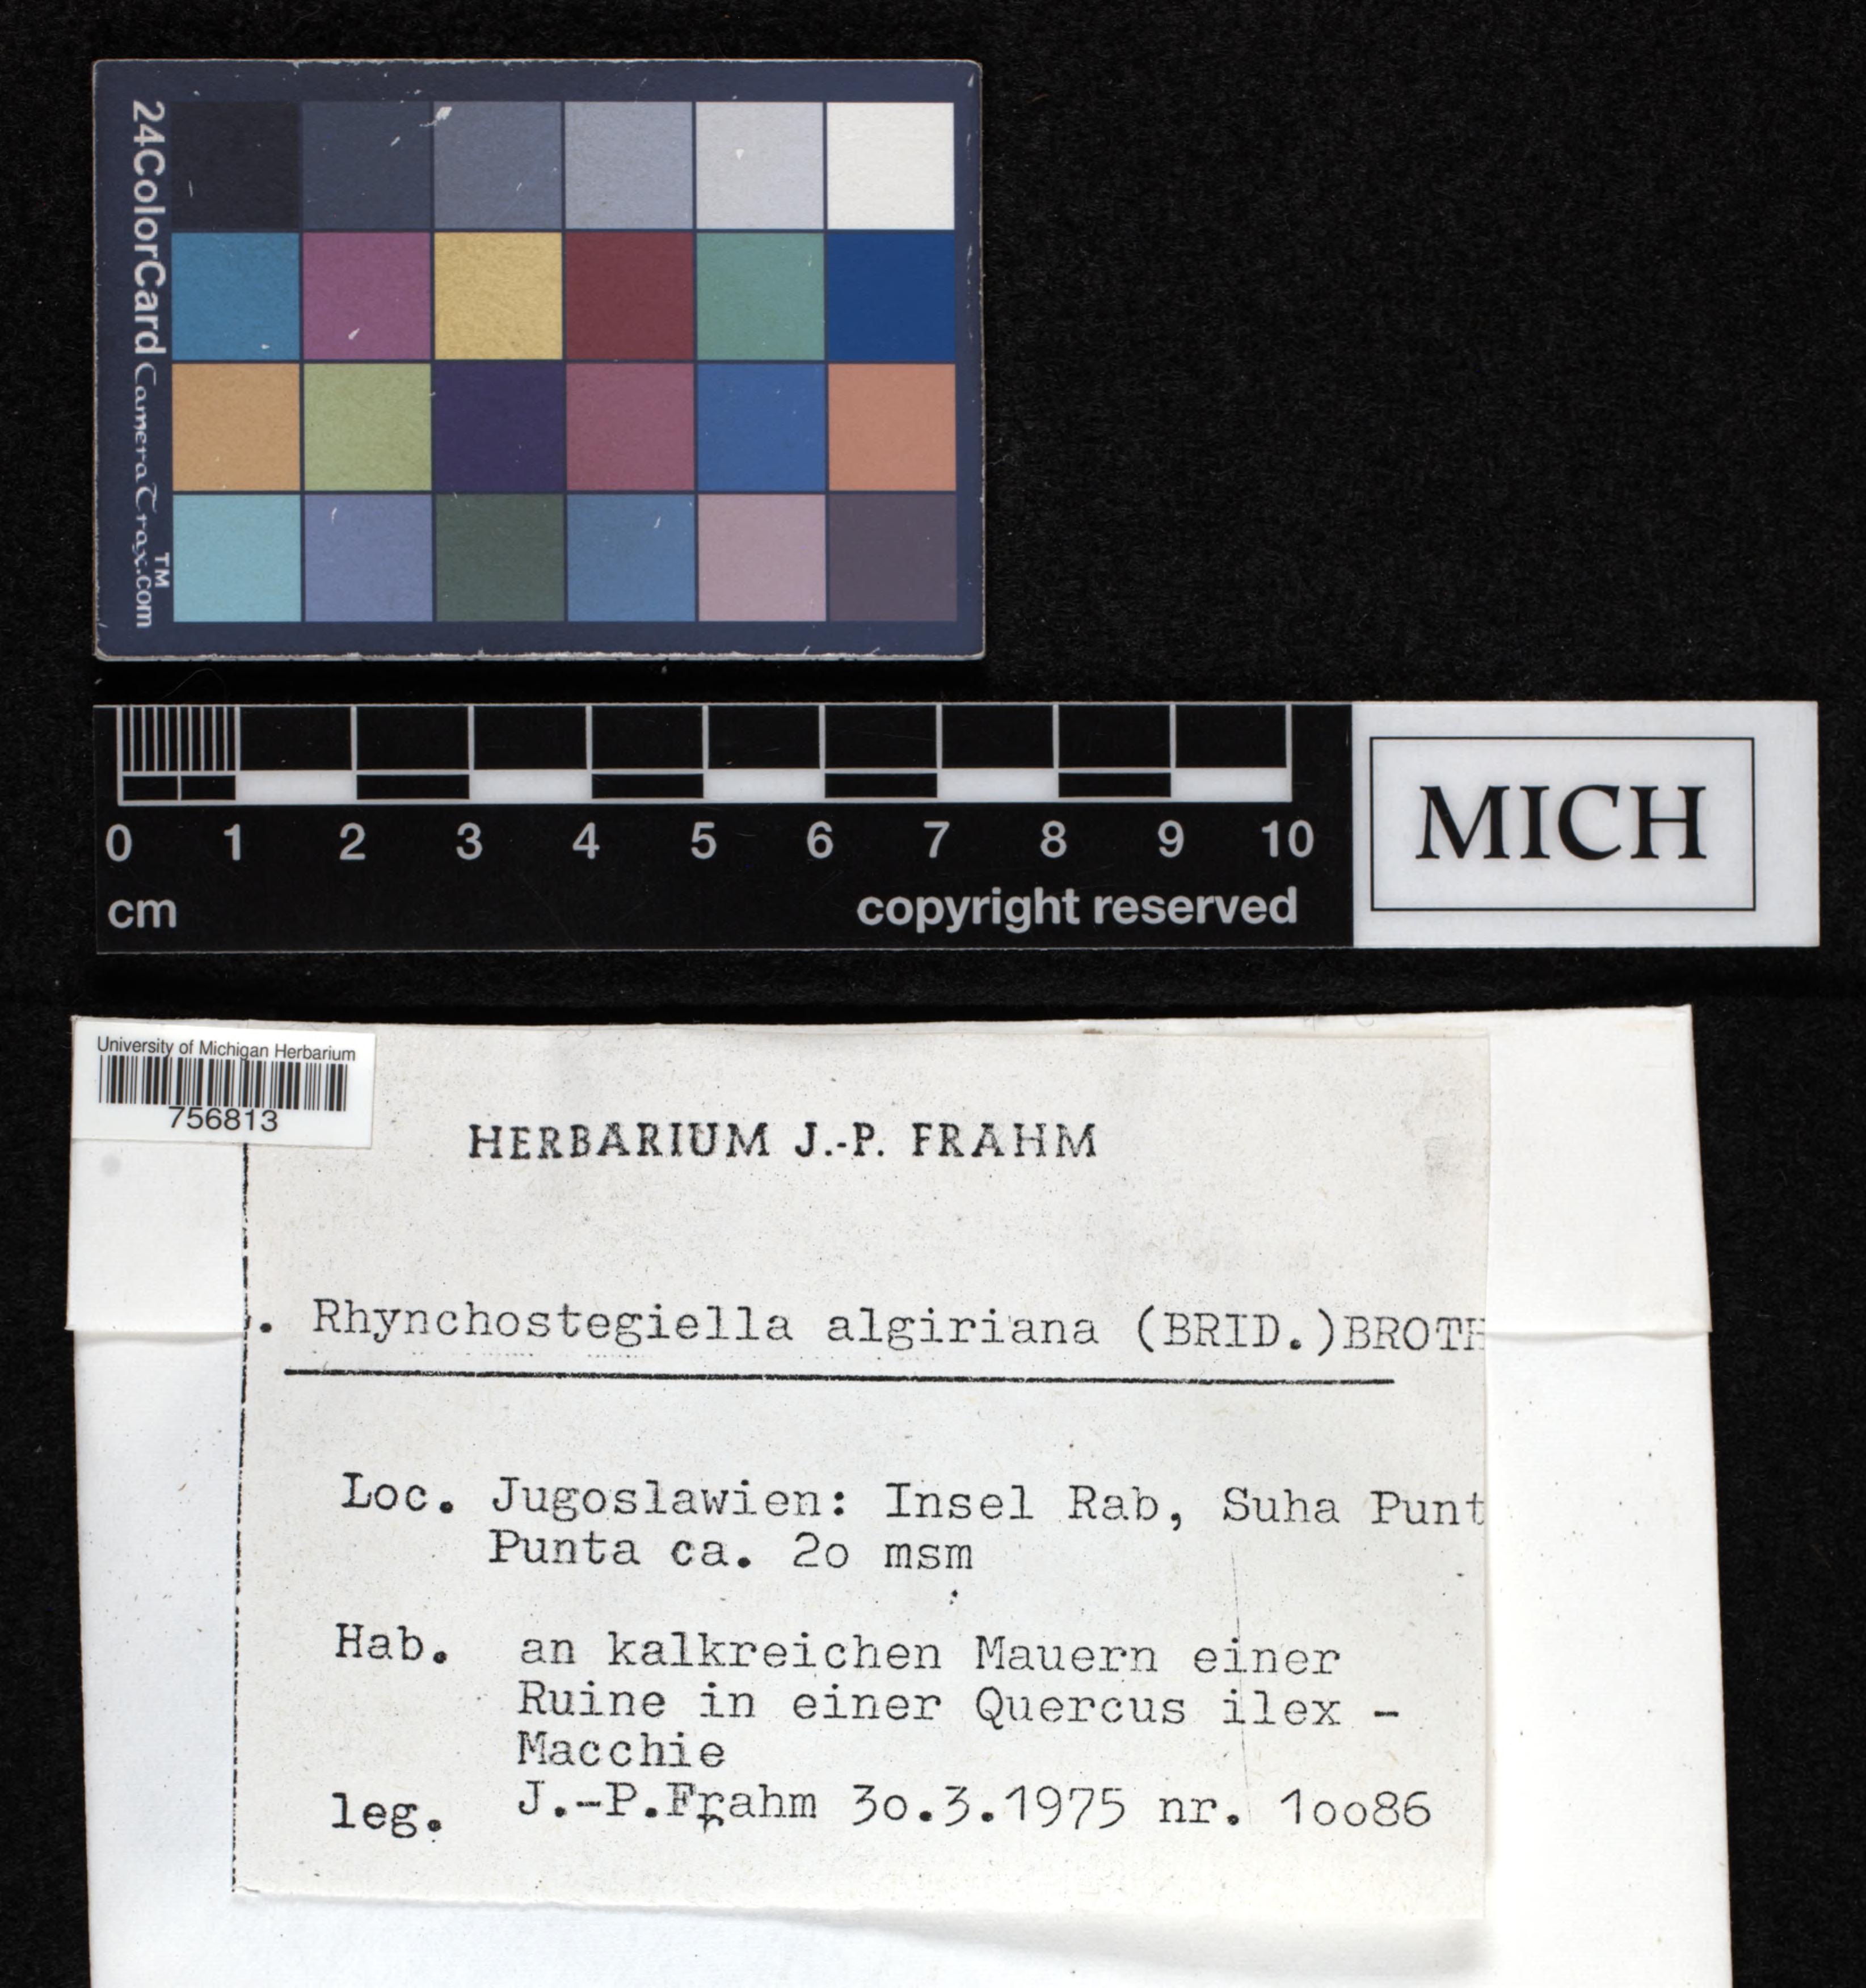 24ColorCard CameraTrax.com
TM
0 1 2 3 4 5 6 7 8 9 10
cm copyright reserved
MICH
University of Michigan Herbarium
756813
HERBARIUM J.-P. FRAHM
. Rhynchostegiella algiriana (BRID.)BROTH
Loc. Jugoslawien: Insel Rab, Suha Punt
Punta ca. 2o msm
Hab. an kalkreichen Mauern einer
Ruine in einer Quercus ilex -
Macchie
leg. J.-P.Frahm 3o.3.1975 nr. 1oo86